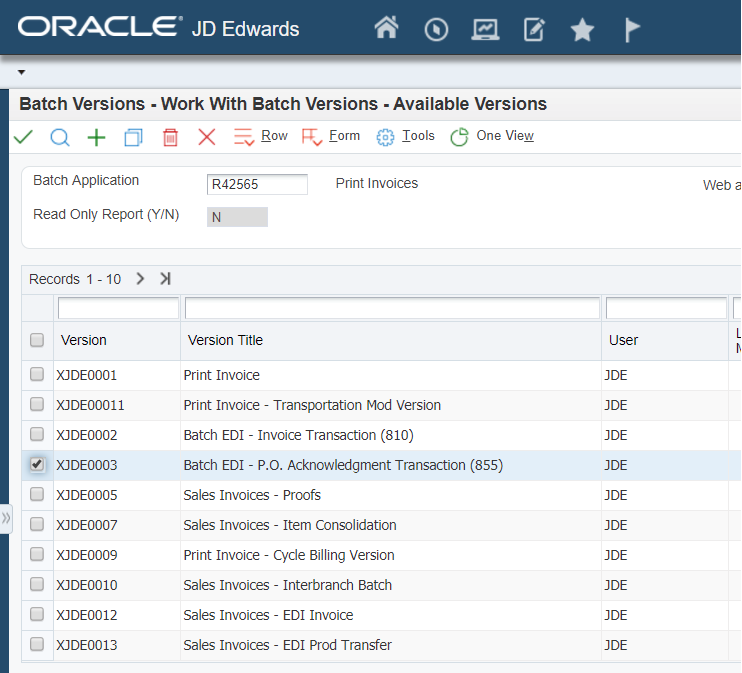 ORACLE JD Edwards
Batch Versions - Work With Batch Versions - Available Versions
Row Form Tools One View
Batch Application R42565 Print Invoices Web a
Read Only Report (Y/N) N
Records 1 - 10
Version Version Title User
XJDE0001 Print Invoice JDE
XJDE00011 Print Invoice - Transportation Mod Version JDE
XJDE0002 Batch EDI - Invoice Transaction (810) JDE
XJDE0003 Batch EDI - P.O. Acknowledgment Transaction (855) JDE
XJDE0005 Sales Invoices - Proofs JDE
XJDE0007 Sales Invoices - Item Consolidation JDE
XJDE0009 Print Invoice - Cycle Billing Version JDE
XJDE0010 Sales Invoices - Interbranch Batch JDE
XJDE0012 Sales Invoices - EDI Invoice JDE
XJDE0013 Sales Invoices - EDI Prod Transfer JDE